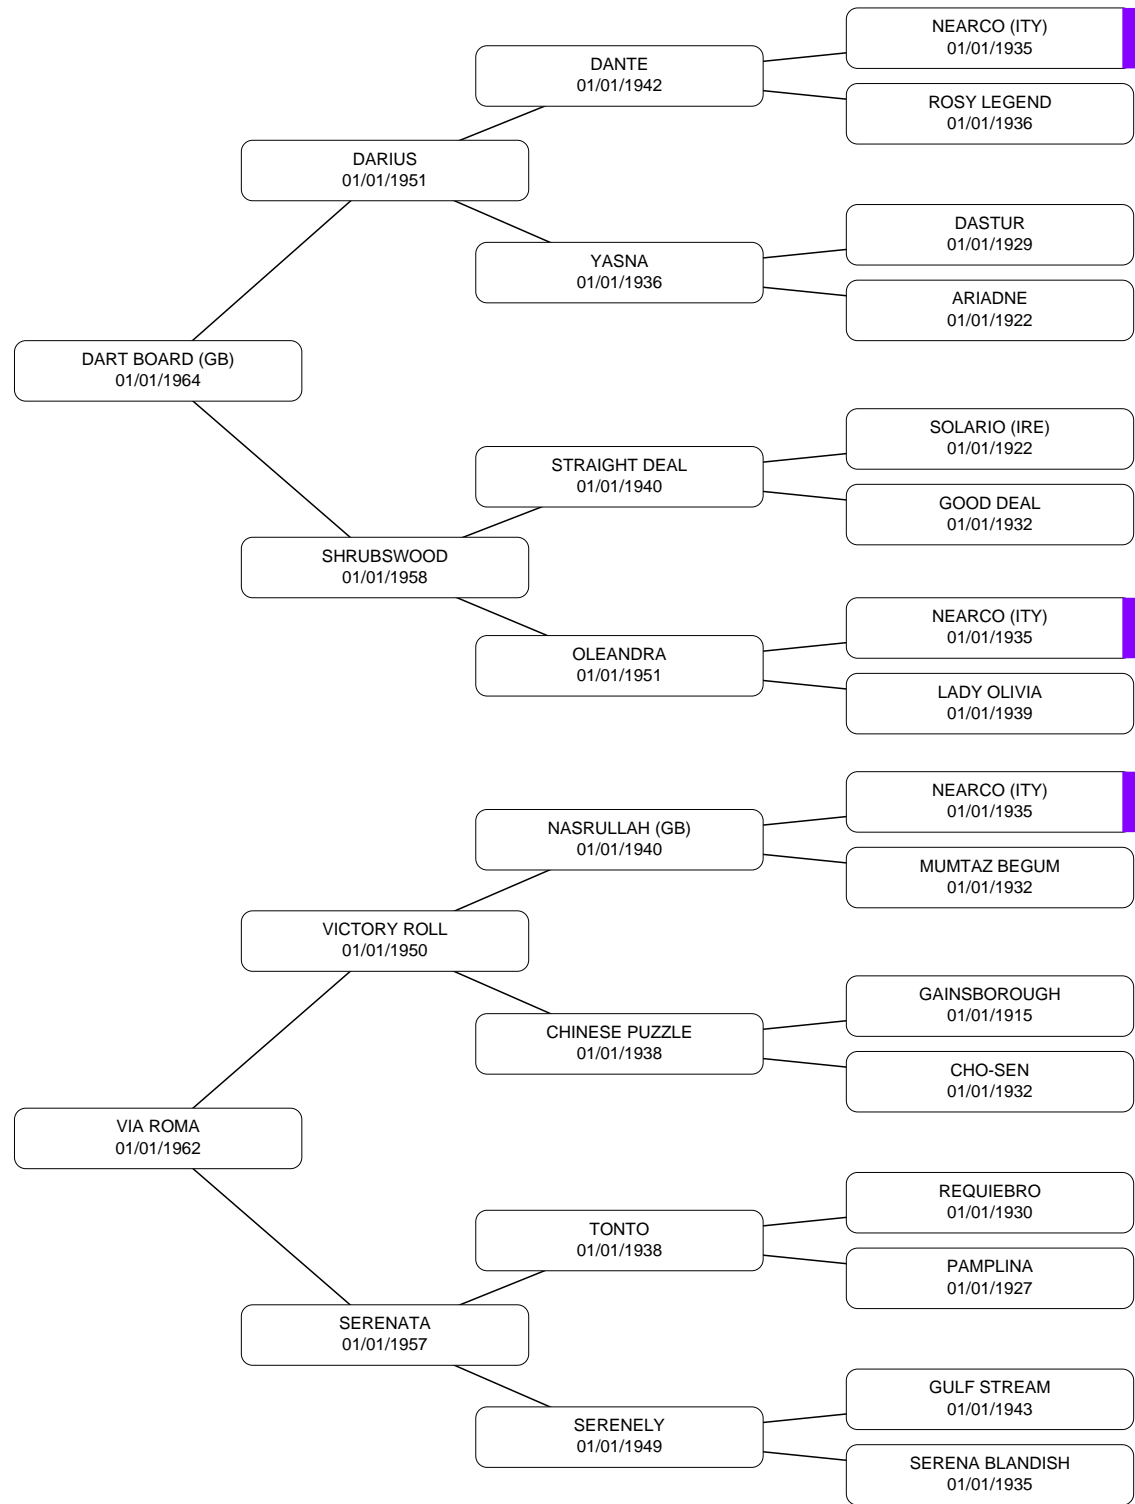 NEARCO (ITY)
01/01/1935
DANTE
01/01/1942
ROSY LEGEND
01/01/1936
DARIUS
01/01/1951
DASTUR
01/01/1929
YASNA
01/01/1936
ARIADNE
01/01/1922
DART BOARD (GB)
01/01/1964
SOLARIO (IRE)
01/01/1922
STRAIGHT DEAL
01/01/1940
GOOD DEAL
01/01/1932
SHRUBSWOOD
01/01/1958
NEARCO (ITY)
01/01/1935
OLEANDRA
01/01/1951
LADY OLIVIA
01/01/1939
NEARCO (ITY)
01/01/1935
NASRULLAH (GB)
01/01/1940
MUMTAZ BEGUM
01/01/1932
VICTORY ROLL
01/01/1950
GAINSBOROUGH
01/01/1915
CHINESE PUZZLE
01/01/1938
CHO-SEN
01/01/1932
VIA ROMA
01/01/1962
REQUIEBRO
01/01/1930
TONTO
01/01/1938
PAMPLINA
01/01/1927
SERENATA
01/01/1957
GULF STREAM
01/01/1943
SERENELY
01/01/1949
SERENA BLANDISH
01/01/1935